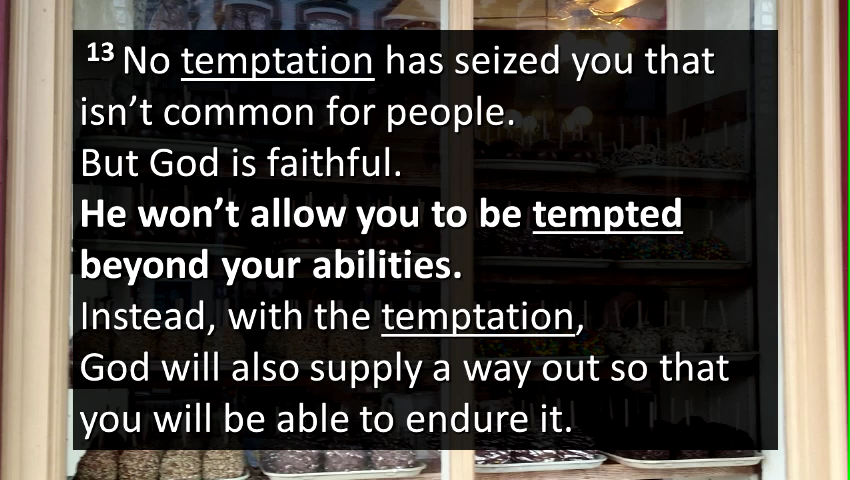 13 No temptation has seized you that
isn’t common for people.
But God is faithful.
He won’t allow you to be tempted
beyond your abilities.
Instead, with the temptation,
God will also supply a way out so that
you will be able to endure it.